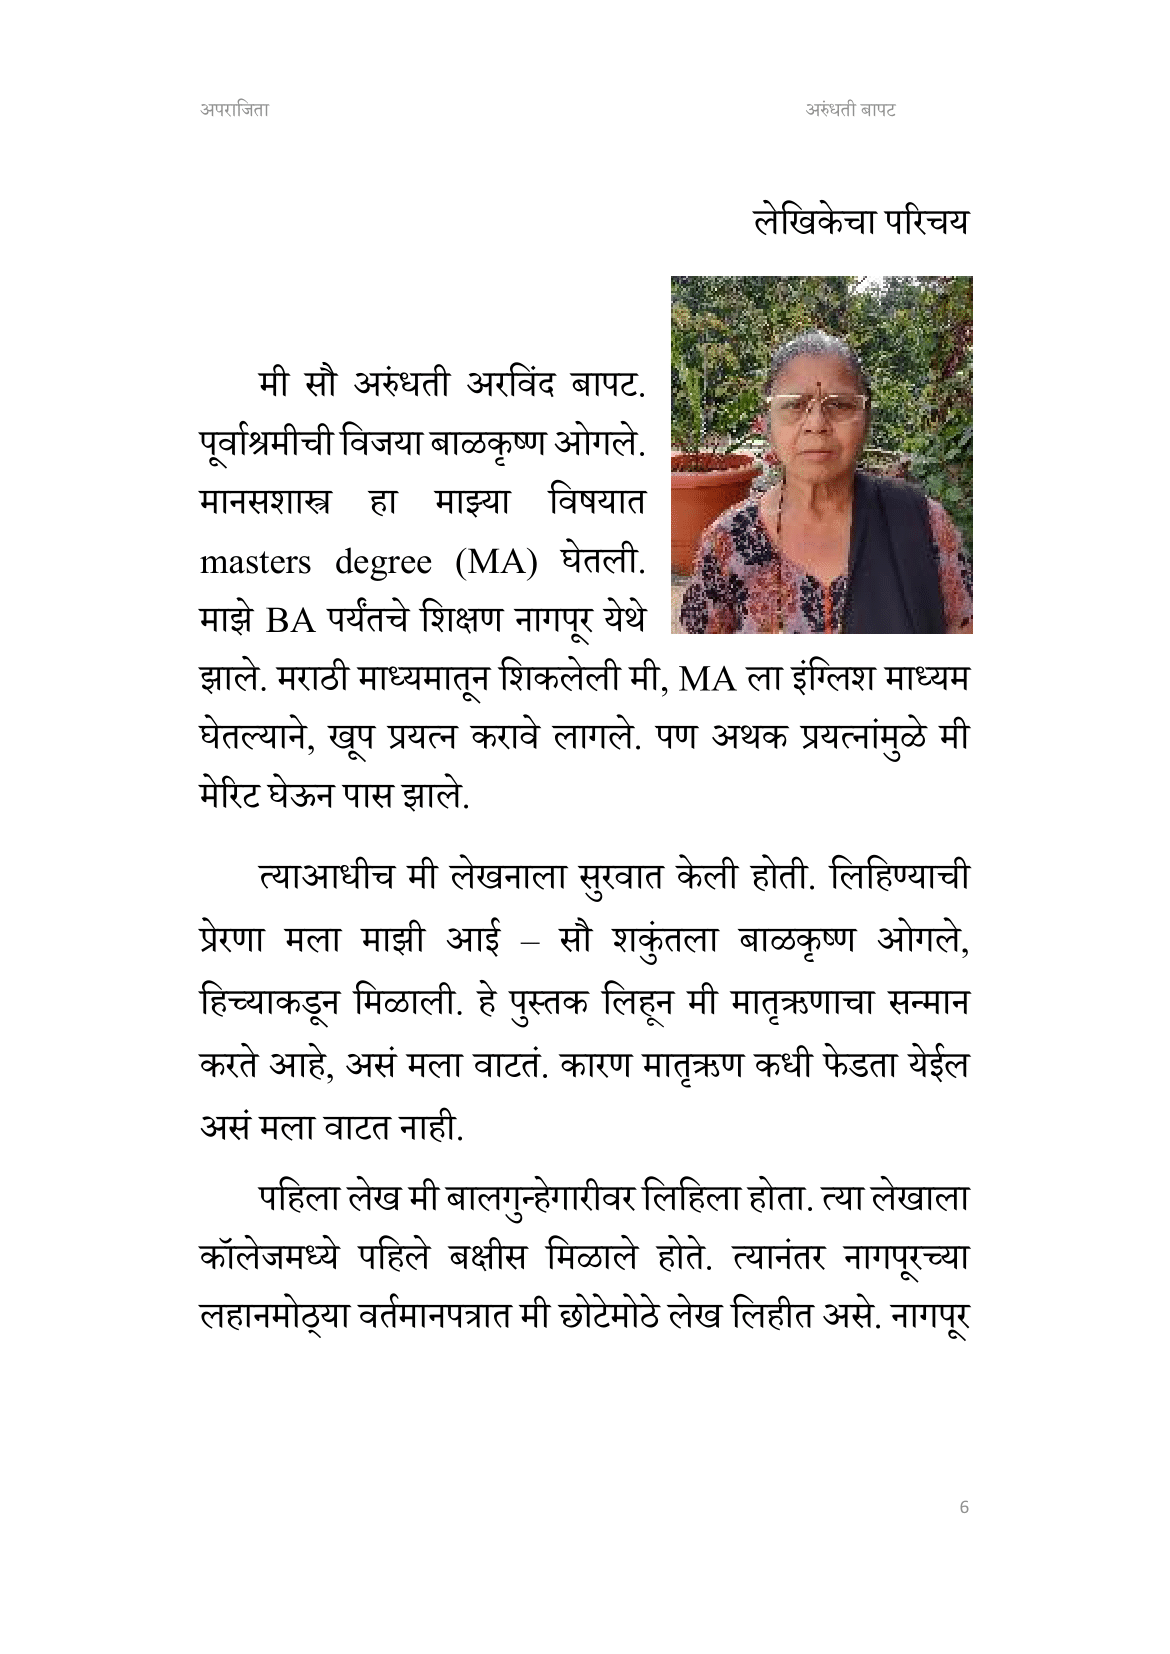 अपराजिता अरुंधती बापट
लेखिकेचा परिचय
मी सौ अरुंधती अरविंद बापट.
पूर्वाश्रमीची विजया बाळकृष्ण ओगले.
मानसशास्त्र हा माझ्या विषयात
masters degree (MA) घेतली.
माझे BA पर्यंतचे शिक्षण नागपूर येथे
झाले. मराठी माध्यमातून शिकलेली मी, MA ला इंग्लिश माध्यम
घेतल्याने, खूप प्रयत्न करावे लागले. पण अथक प्रयत्नांमुळे मी
मेरिट घेऊन पास झाले.
त्याआधीच मी लेखनाला सुरवात केली होती. लिहिण्याची
प्रेरणा मला माझी आई – सौ शकुंतला बाळकृष्ण ओगले,
हिच्याकडून मिळाली. हे पुस्तक लिहून मी मातृऋणाचा सन्मान
करते आहे, असं मला वाटतं. कारण मातृऋण कधी फेडता येईल
असं मला वाटत नाही.
पहिला लेख मी बालगुन्हेगारीवर लिहिला होता. त्या लेखाला
कॉलेजमध्ये पहिले बक्षीस मिळाले होते. त्यानंतर नागपूरच्या
लहानमोठ्या वर्तमानपत्रात मी छोटेमोठे लेख लिहीत असे. नागपूर
6